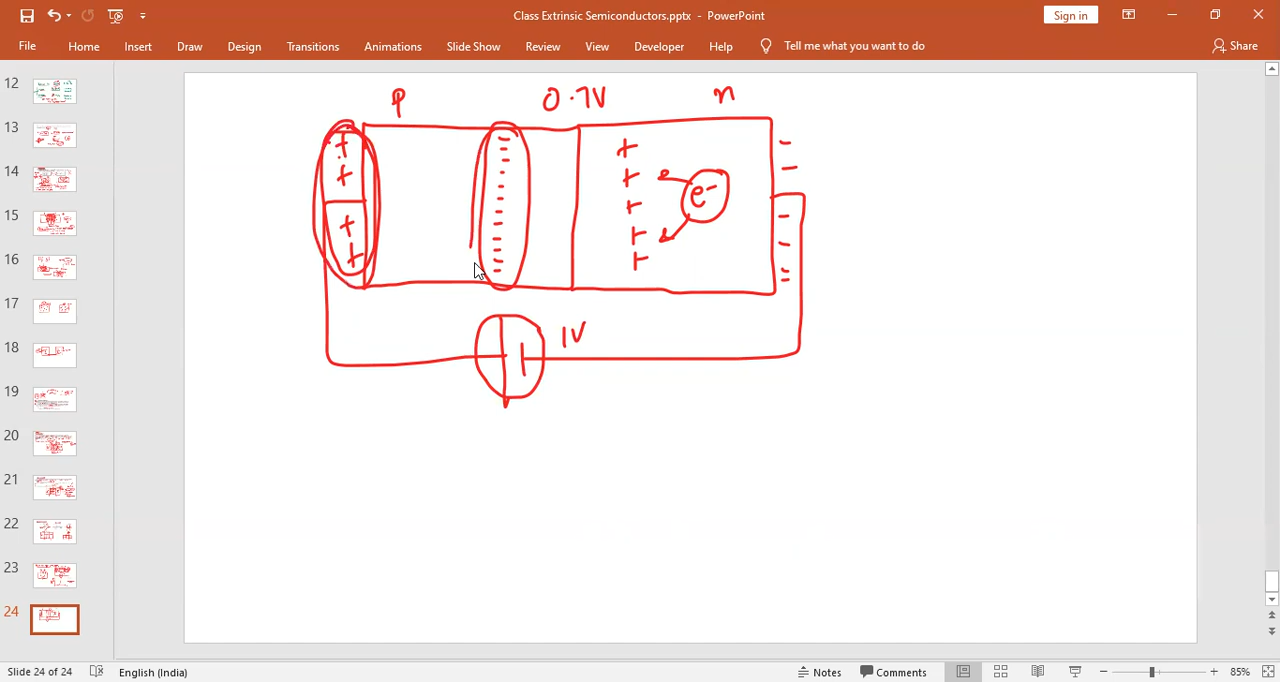 Class Extrinsic Semiconductors.pptx - PowerPoint
Sign in
File Home Insert Draw Design Transitions Animations Slide Show Review View Developer Help Tell me what you want to do Share
12
13
14
15
16
17
18
19
20
21
22
23
24
p 0.7V n
+ - + -
+ - + -
+ - + e- -
+ - + -
- + =
1V
Slide 24 of 24 English (India) Notes Comments 85%